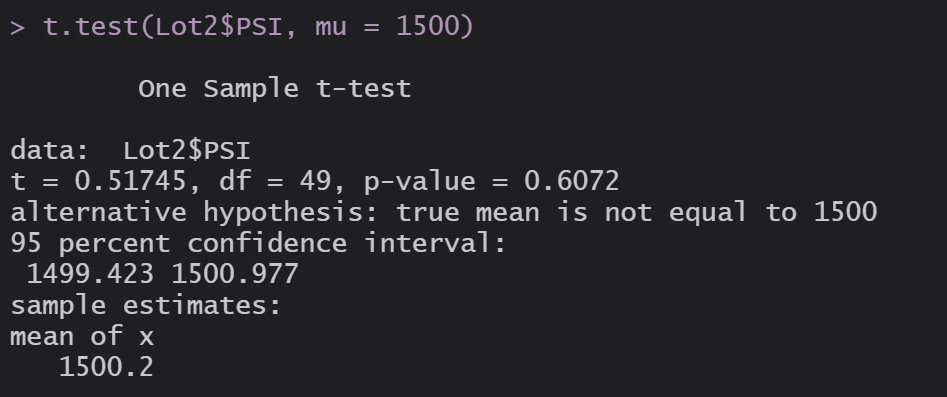 > t.test(Lot2$PSI, mu = 1500)
One Sample t-test
data:  Lot2$PSI
t = 0.51745, df = 49, p-value = 0.6072
alternative hypothesis: true mean is not equal to 1500
95 percent confidence interval:
1499.423 1500.977
sample estimates:
mean of x
1500.2